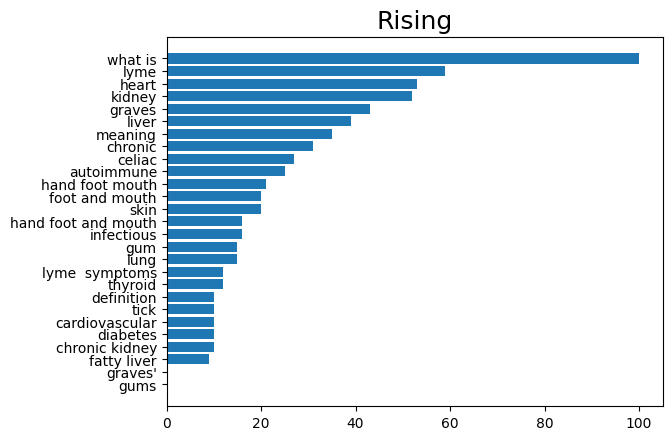 Rising
what is
lyme
heart
kidney
graves
liver
meaning
chronic
celiac
autoimmune
hand foot mouth
foot and mouth
skin
hand foot and mouth
infectious
gum
lung
lyme  symptoms
thyroid
definition
tick
cardiovascular
diabetes
chronic kidney
fatty liver
graves'
gums
0 20 40 60 80 100